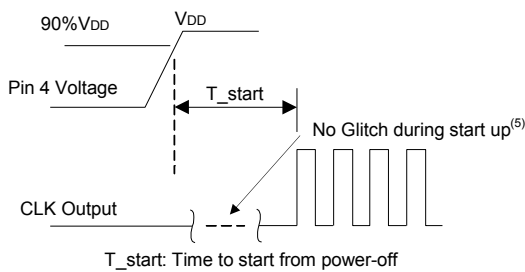 90%VDD
VDD
Pin 4 Voltage
T_start
No Glitch during start up(5)
CLK Output
T_start: Time to start from power-off